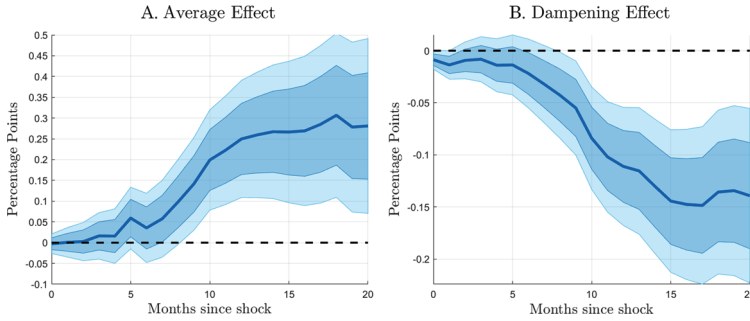 A. Average Effect
Percentage Points
0.5
0.45
0.4
0.35
0.3
0.25
0.2
0.15
0.1
0.05
0
-0.05
-0.1
0 5 10 15 20
Months since shock
B. Dampening Effect
Percentage Points
0
-0.05
-0.1
-0.15
-0.2
0 5 10 15 20
Months since shock